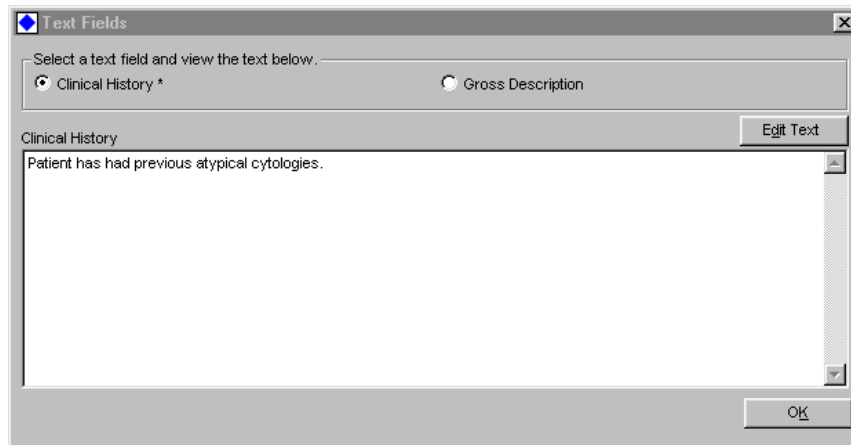 Text Fields
Select a text field and view the text below.
Clinical History *
Gross Description
Edit Text
Clinical History
Patient has had previous atypical cytologies.
OK